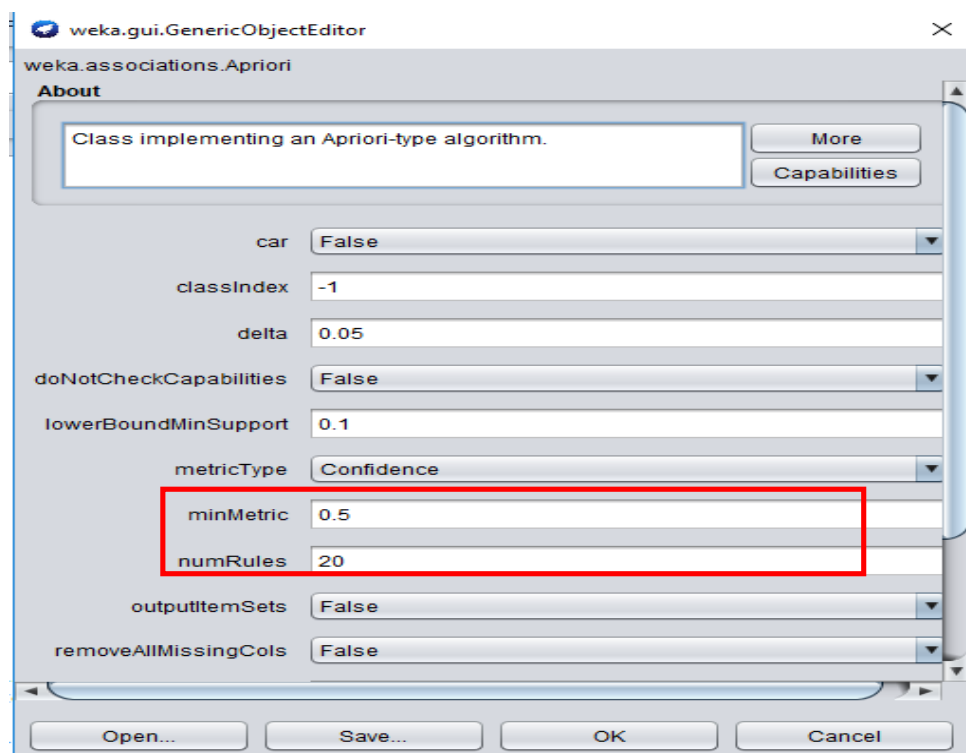 weka.gui.GenericObjectEditor
weka.associations.Apriori
About
Class implementing an Apriori-type algorithm.
More
Capabilities
car False
classIndex -1
delta 0.05
doNotCheckCapabilities False
lowerBoundMinSupport 0.1
metricType Confidence
minMetric 0.5
numRules 20
outputItemSets False
removeAllMissingCols False
Open... Save... OK Cancel